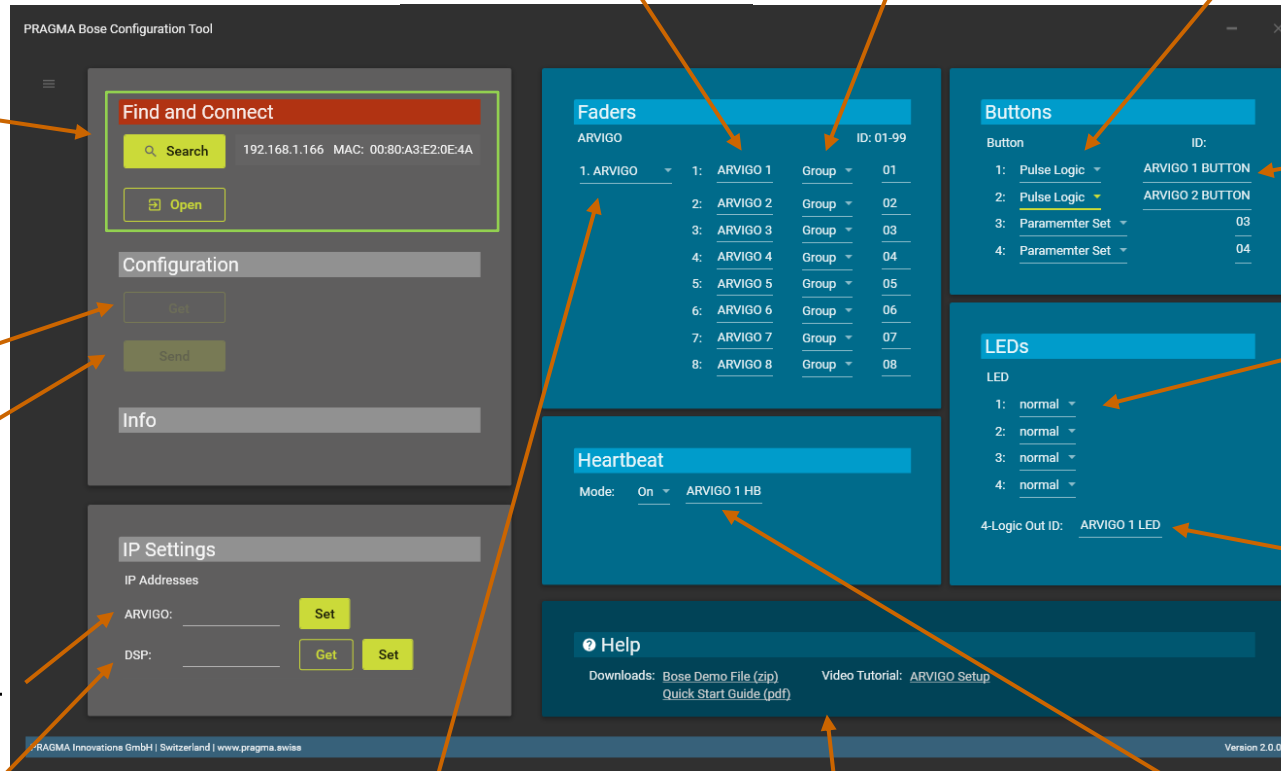 PRAGMA Bose Configuration Tool
Find and Connect
Search 192.168.1.166 MAC: 00:80:A3:E2:0E:4A
Open
Configuration
Get
Send
Info
IP Settings
IP Addresses
ARVIGO: Set
DSP: Get Set
Faders
ARVIGO ID: 01-99
1. ARVIGO 1: ARVIGO 1 Group 01
2: ARVIGO 2 Group 02
3: ARVIGO 3 Group 03
4: ARVIGO 4 Group 04
5: ARVIGO 5 Group 05
6: ARVIGO 6 Group 06
7: ARVIGO 7 Group 07
8: ARVIGO 8 Group 08
Heartbeat
Mode: On ARVIGO 1 HB
Buttons
Button ID:
1: Pulse Logic ARVIGO 1 BUTTON
2: Pulse Logic ARVIGO 2 BUTTON
3: Paramemter Set 03
4: Paramemter Set 04
LEDs
LED
1: normal
2: normal
3: normal
4: normal
4-Logic Out ID: ARVIGO 1 LED
Help
Downloads: Bose Demo File (zip) Video Tutorial: ARVIGO Setup
Quick Start Guide (pdf)
PRAGMA Innovations GmbH | Switzerland | www.pragma.swiss Version 2.0.0